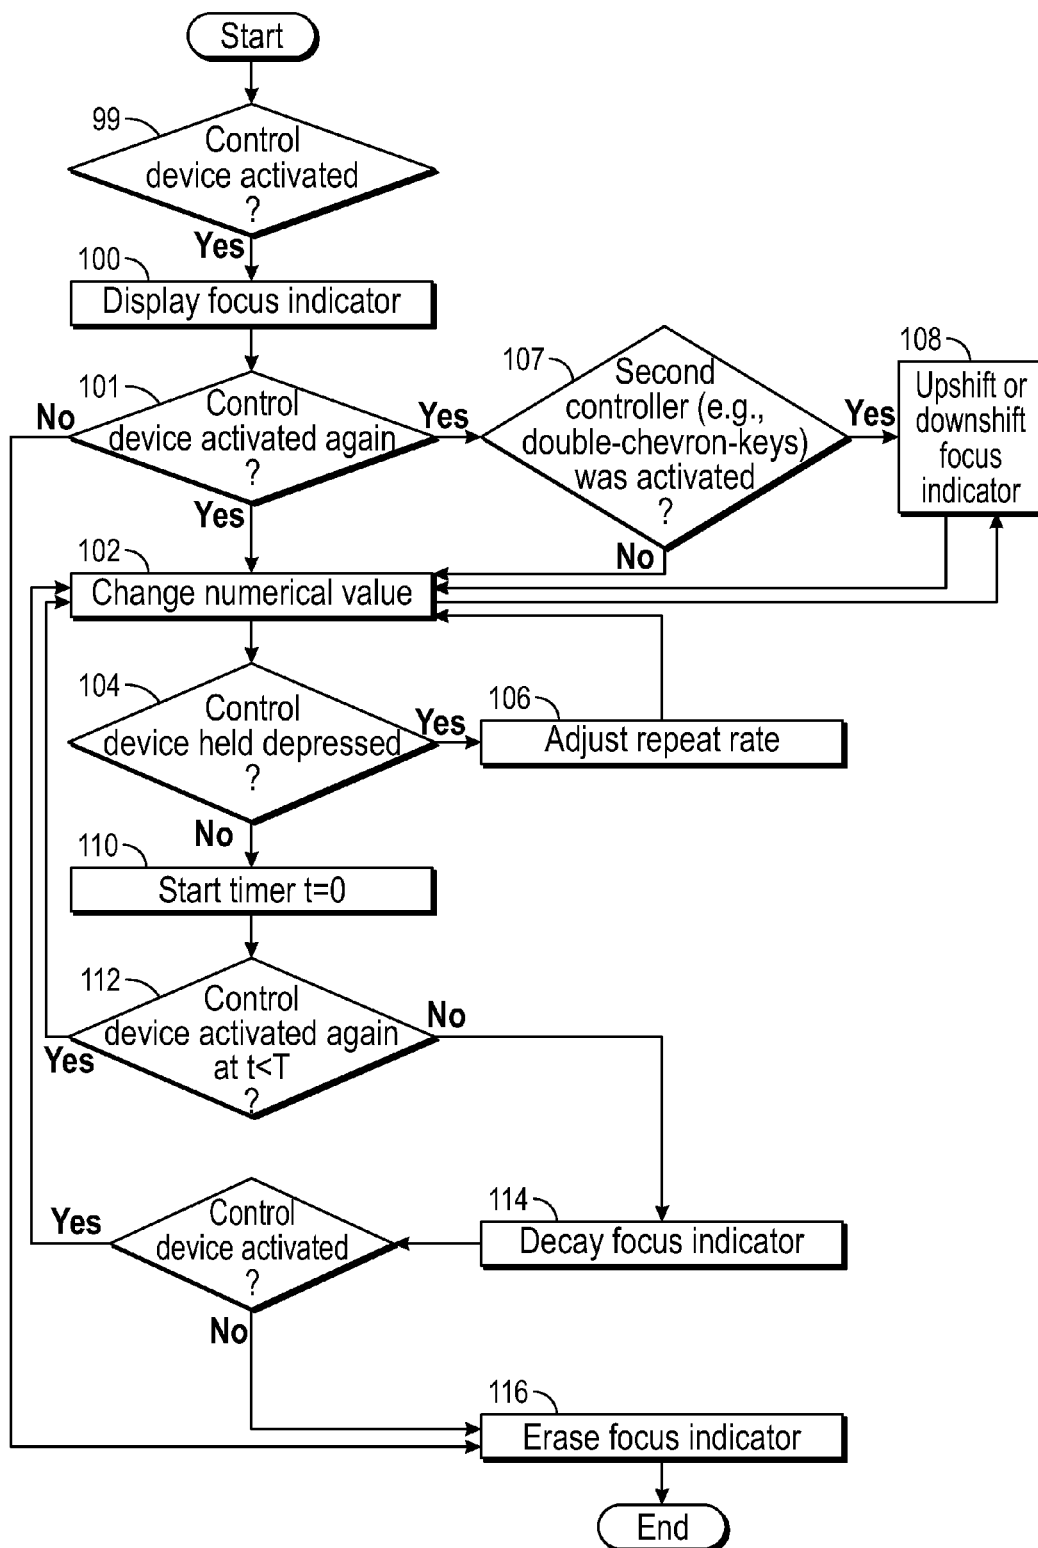 Start
99
Control
device activated
?
Yes
100
Display focus indicator
101
No
Control
device activated again
?
Yes
Yes
107
Second
controller (e.g.,
double-chevron-keys)
was activated
?
Yes
No
108
Upshift or
downshift
focus
indicator
102
Change numerical value
104
Control
device held depressed
?
Yes
106
Adjust repeat rate
No
110
Start timer t=0
112
Control
device activated again
at t<T
?
No
Yes
114
Decay focus indicator
Yes
Control
device activated
?
No
116
Erase focus indicator
End